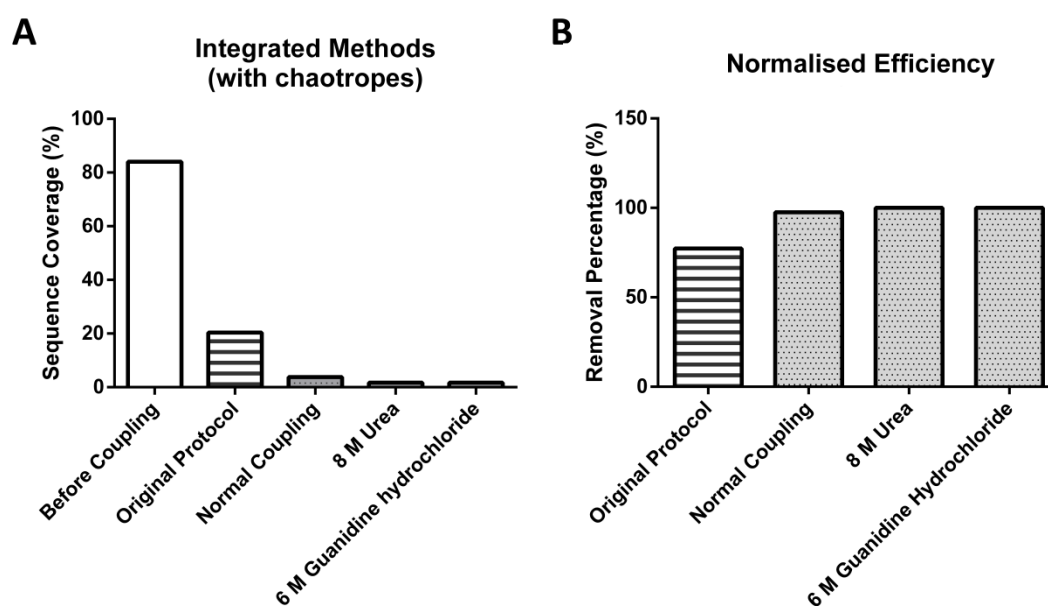 A
Integrated Methods
(with chaotropes)
Sequence Coverage (%)
100
80
60
40
20
0
Before Coupling
Original Protocol
Normal Coupling
8 M Urea
6 M Guanidine hydrochloride
B
Normalised Efficiency
Removal Percentage (%)
150
100
50
0
Original Protocol
Normal Coupling
8 M Urea
6 M Guanidine Hydrochloride